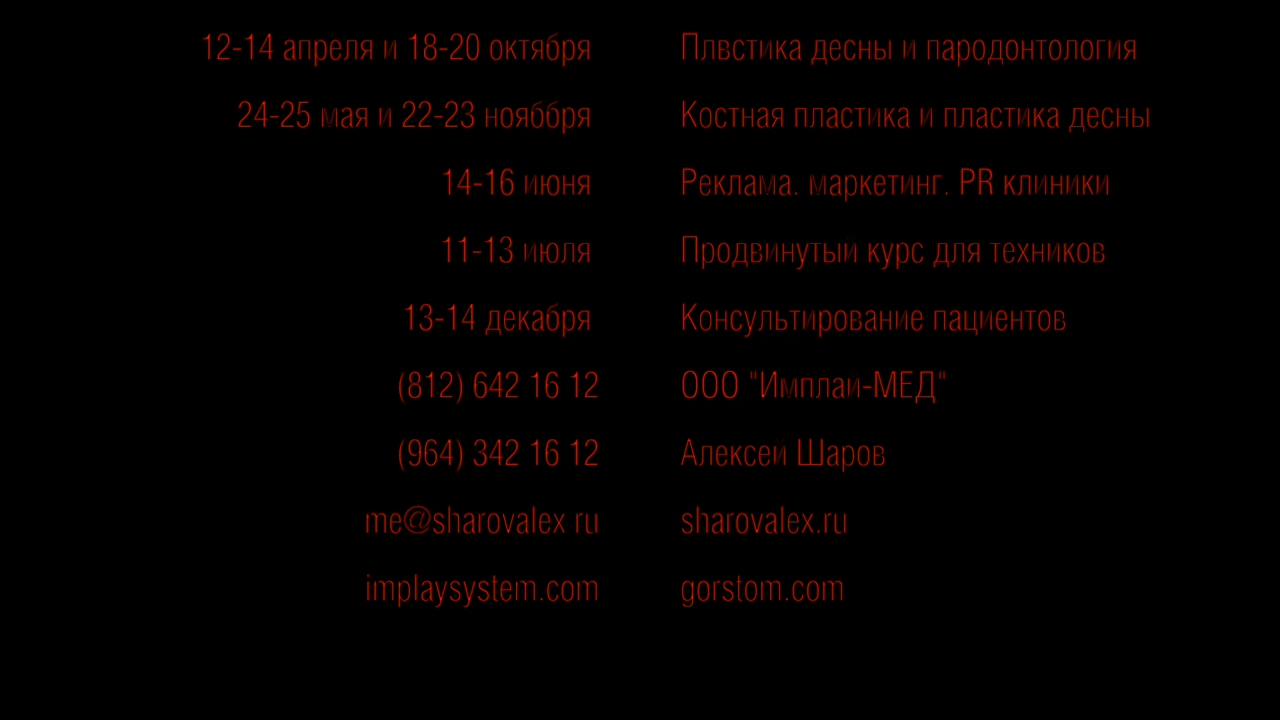 12-14 апреля и 18-20 октября Плвстика десны и пародонтология
24-25 мая и 22-23 нояббря Костная пластика и пластика десны
14-16 июня Реклама. маркетинг. PR клиники
11-13 июля Продвинутый курс для техников
13-14 декабря Консультирование пациентов
(812) 642 16 12 ООО "Имплаи-МЕД"
(964) 342 16 12 Алексей Шаров
me@sharovalex ru sharovalex.ru
implaysystem.com gorstom.com